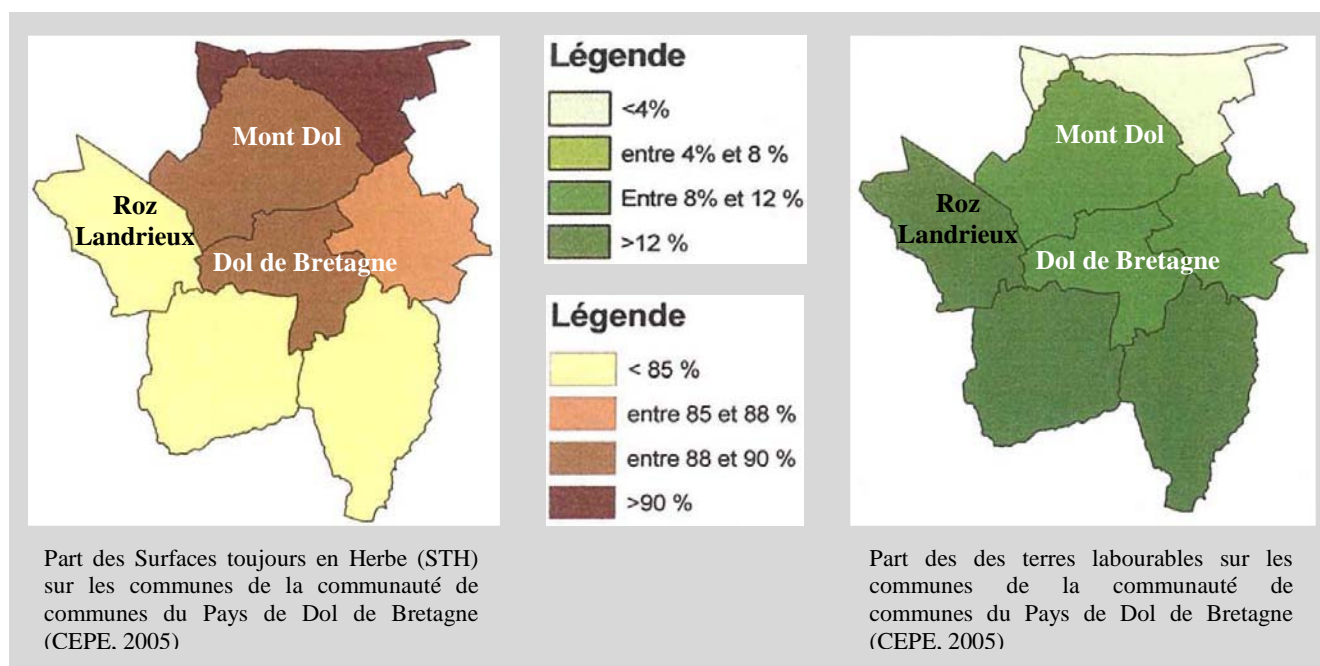 Mont Dol
Roz
Landrieux
Dol de Bretagne
Légende
<4%
entre 4% et 8 %
Entre 8% et 12 %
>12 %
Légende
< 85 %
entre 85 et 88 %
entre 88 et 90 %
>90 %
Mont Dol
Roz
Landrieux
Dol de Bretagne
Part des Surfaces toujours en Herbe (STH)
sur les communes de la communauté de
communes du Pays de Dol de Bretagne
(CEPE, 2005)
Part des des terres labourables sur les
communes de la communauté de
communes du Pays de Dol de Bretagne
(CEPE, 2005)